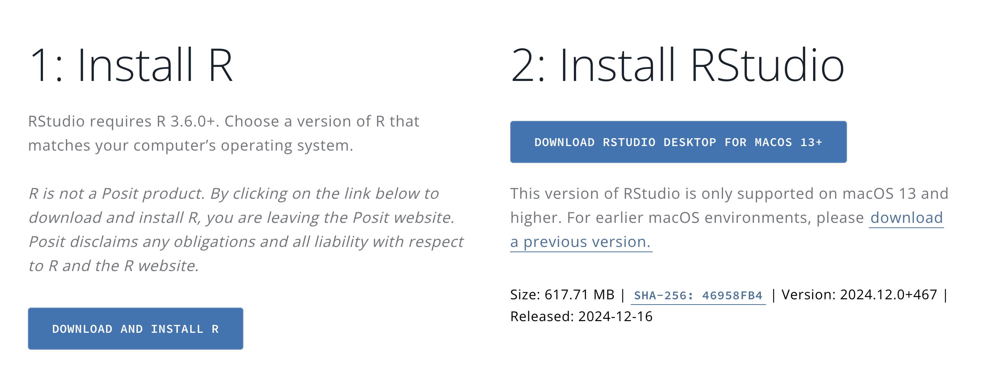 1: Install R
RStudio requires R 3.6.0+. Choose a version of R that
matches your computer’s operating system.
R is not a Posit product. By clicking on the link below to
download and install R, you are leaving the Posit website.
Posit disclaims any obligations and all liability with respect
to R and the R website.
DOWNLOAD AND INSTALL R
2: Install RStudio
DOWNLOAD RSTUDIO DESKTOP FOR MACOS 13+
This version of RStudio is only supported on macOS 13 and
higher. For earlier macOS environments, please download
a previous version.
Size: 617.71 MB | SHA-256: 46958FB4 | Version: 2024.12.0+467 |
Released: 2024-12-16